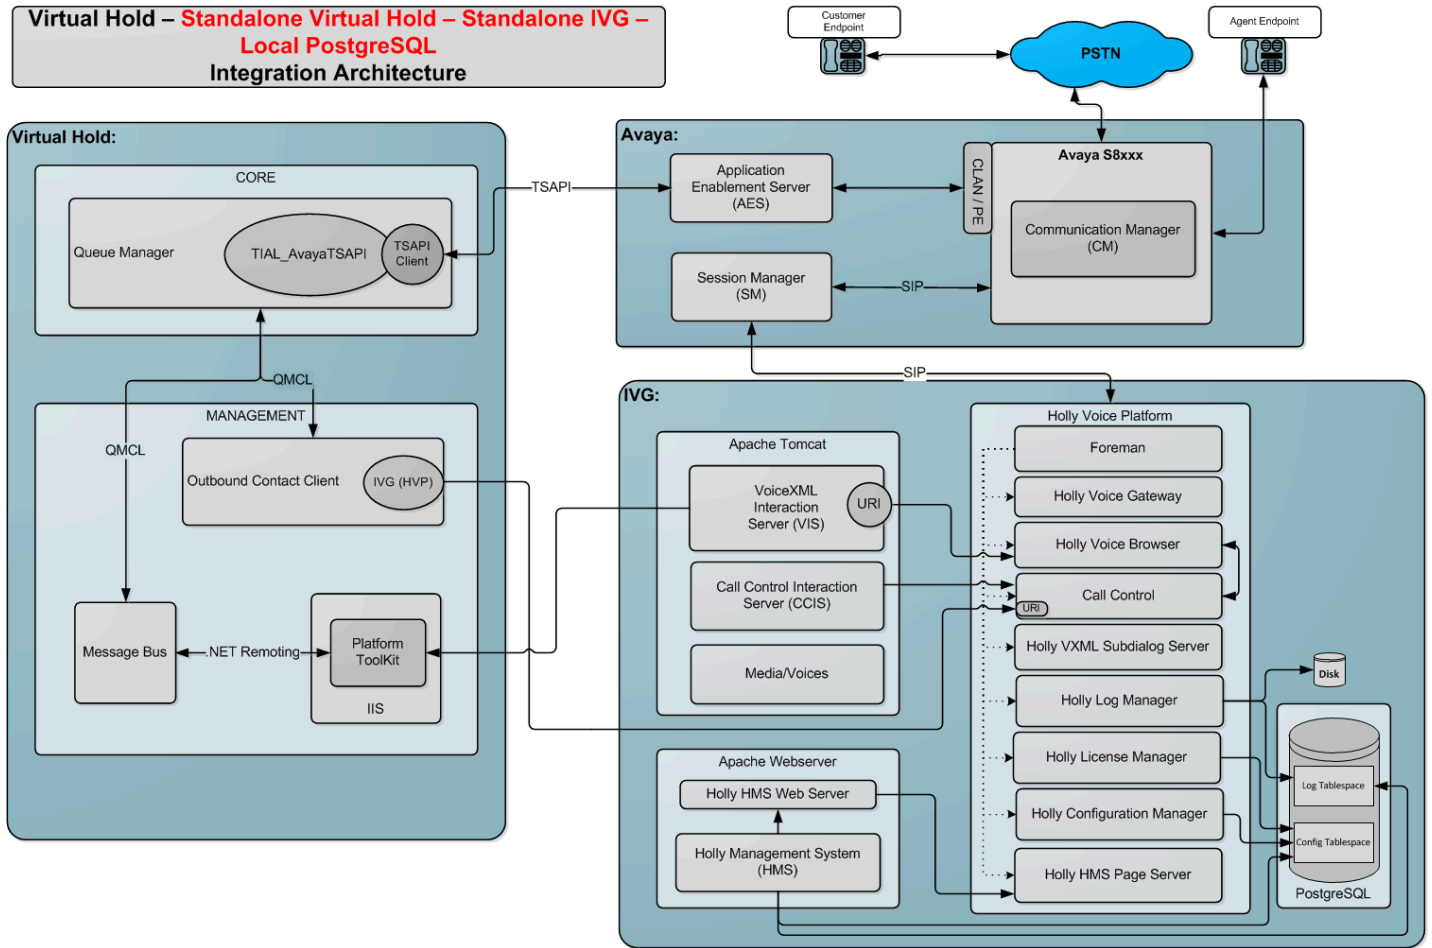 Virtual Hold – Standalone Virtual Hold – Standalone IVG –
Local PostgreSQL
Integration Architecture
Customer
Endpoint
PSTN
Agent Endpoint
Virtual Hold:
CORE
Queue Manager
TIAL_AvayaTSAPI
TSAPI
Client
TSAPI
QMCL
QMCL
MANAGEMENT
Outbound Contact Client
IVG (HVP)
Message Bus
.NET Remoting
Platform
ToolKit
IIS
Avaya:
Application
Enablement Server
(AES)
CLAN / PE
Avaya S8xxx
Communication Manager
(CM)
Session Manager
(SM)
SIP
SIP
IVG:
Apache Tomcat
VoiceXML
Interaction
Server (VIS)
URI
Call Control Interaction
Server (CCIS)
Media/Voices
Apache Webserver
Holly HMS Web Server
Holly Management System
(HMS)
Holly Voice Platform
Foreman
Holly Voice Gateway
Holly Voice Browser
Call Control
URI
Holly VXML Subdialog Server
Holly Log Manager
Holly License Manager
Holly Configuration Manager
Holly HMS Page Server
Disk
Log Tablespace
Config Tablespace
PostgreSQL